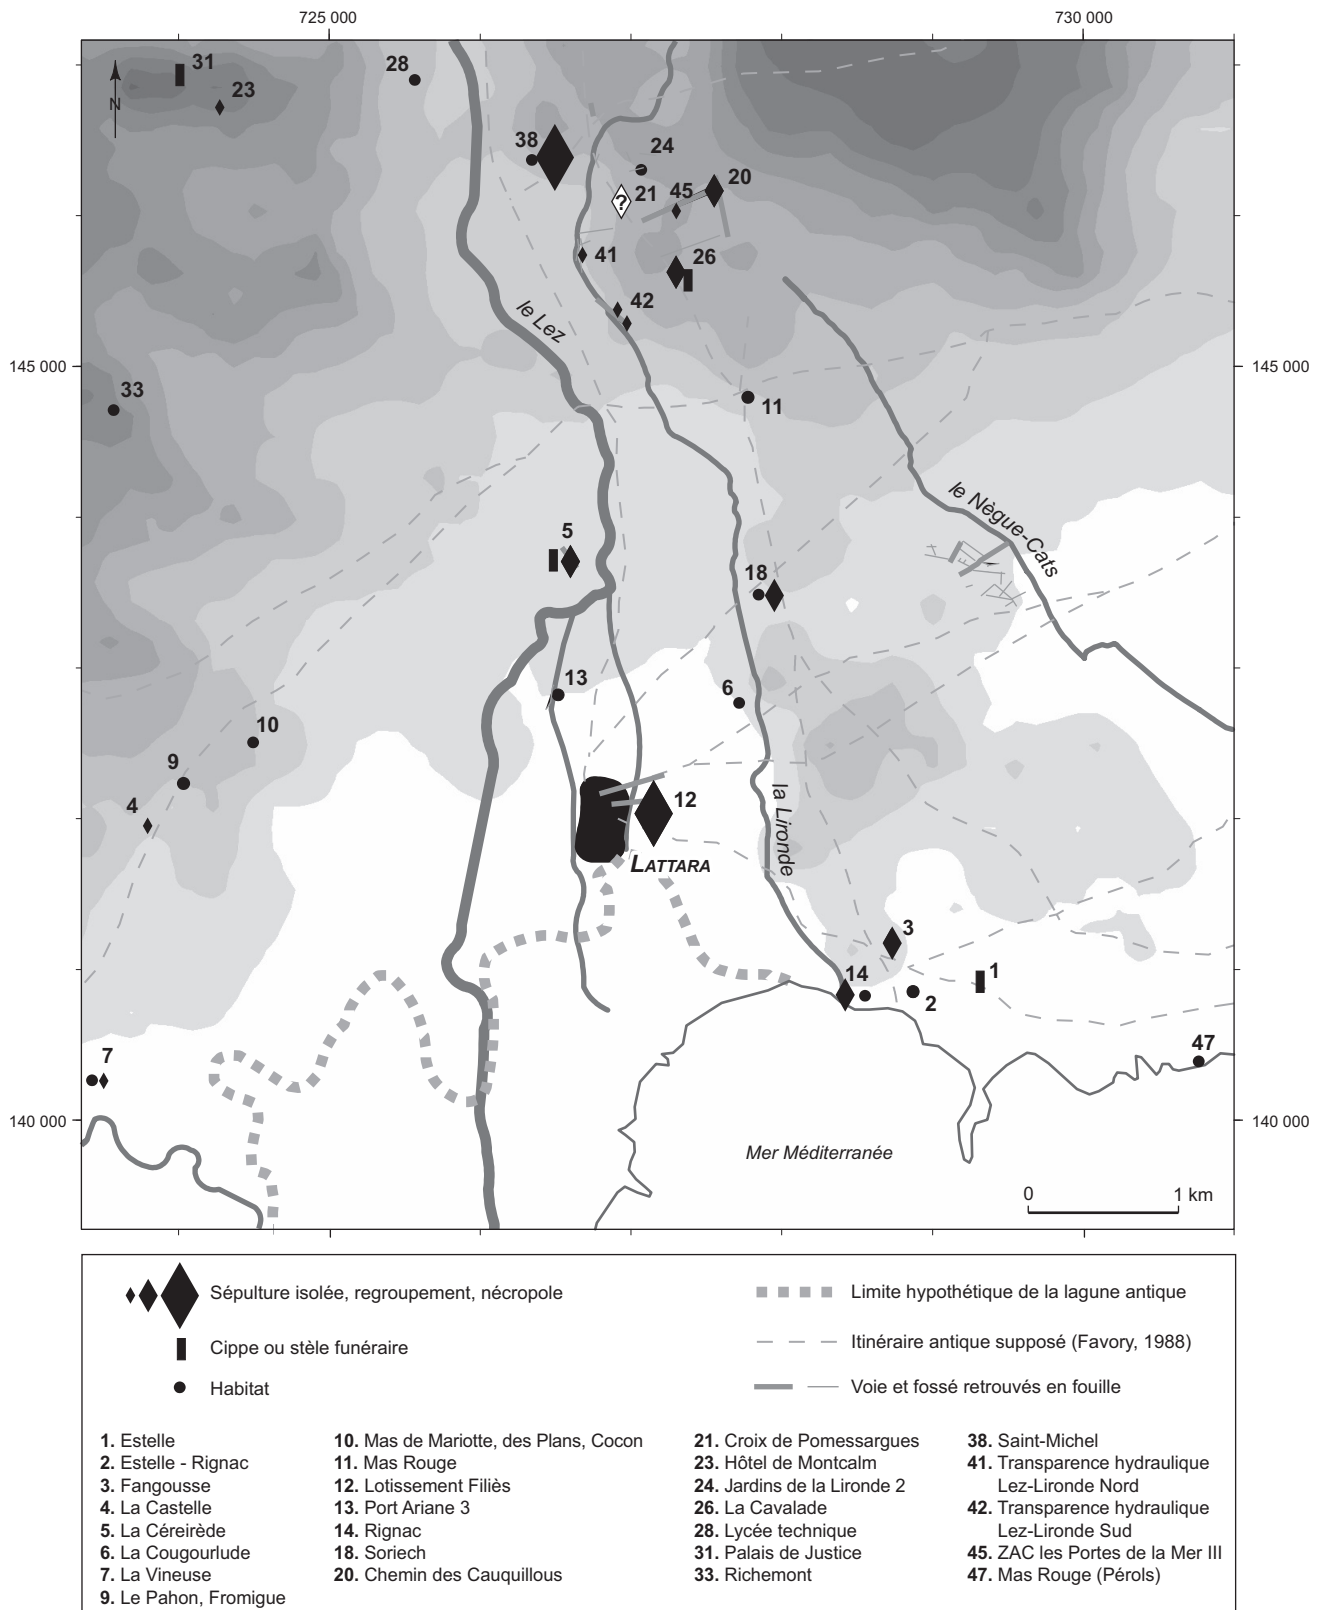 725 000
730 000
31
23
N
28
38
24
21
?
45
20
41
26
42
le Lez
145 000
145 000
33
11
le Nègue-Cats
5
18
13
6
10
9
4
12
LATTARA
la Lironde
3
14
2
1
7
47
140 000
140 000
Mer Méditerranée
0
1 km
Sépulture isolée, regroupement, nécropole
Cippe ou stèle funéraire
Habitat
Limite hypothétique de la lagune antique
Itinéraire antique supposé (Favory, 1988)
Voie et fossé retrouvés en fouille
1. Estelle
2. Estelle - Rignac
3. Fangousse
4. La Castelle
5. La Céreirède
6. La Cougourlude
7. La Vineuse
9. Le Pahon, Fromigue
10. Mas de Mariotte, des Plans, Cocon
11. Mas Rouge
12. Lotissement Filiès
13. Port Ariane 3
14. Rignac
18. Soriech
20. Chemin des Cauquillous
21. Croix de Pomessargues
23. Hôtel de Montcalm
24. Jardins de la Lironde 2
26. La Cavalade
28. Lycée technique
31. Palais de Justice
33. Richemont
38. Saint-Michel
41. Transparence hydraulique
Lez-Lironde Nord
42. Transparence hydraulique
Lez-Lironde Sud
45. ZAC les Portes de la Mer III
47. Mas Rouge (Pérols)